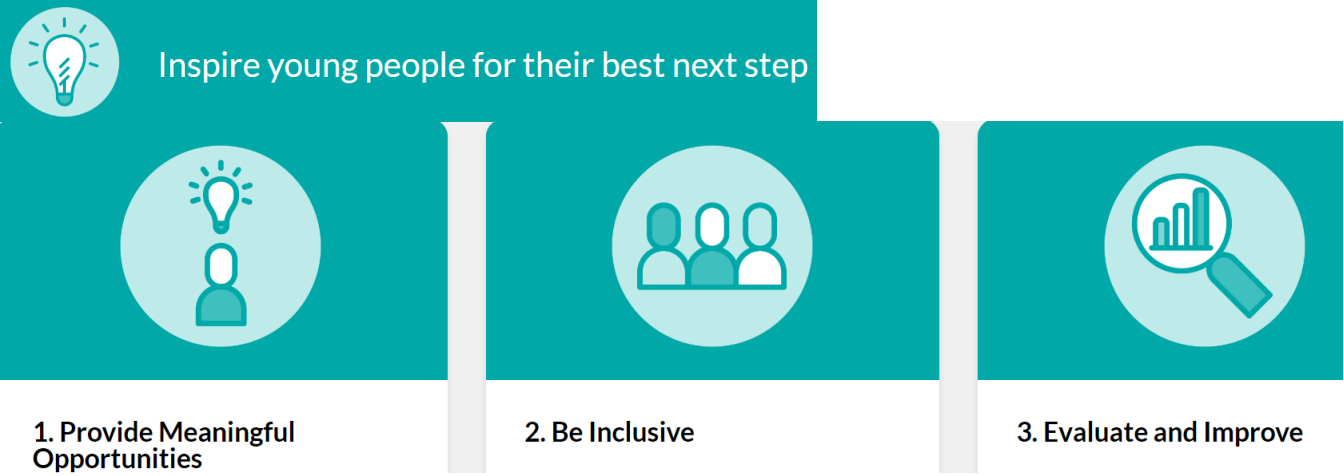 Inspire young people for their best next step
1. Provide Meaningful
Opportunities
2. Be Inclusive
3. Evaluate and Improve